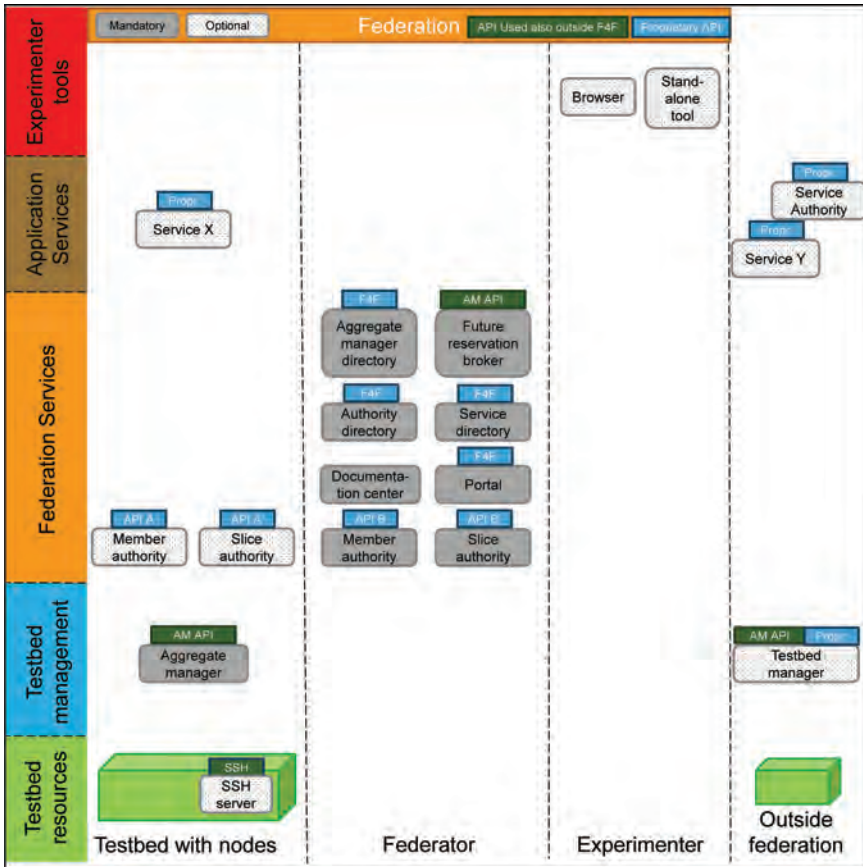 Mandatory
Optional
Federation
API Used also outside F4F
Proprietary API
Experimenter
tools
Browser
Stand-
alone
tool
Application
Services
Propr.
Service X
Propr.
Service
Authority
Propr.
Service Y
Federation Services
F4F
Aggregate
manager
directory
AM API
Future
reservation
broker
F4F
Authority
directory
F4F
Service
directory
Documenta-
tion center
F4F
Portal
API A
Member
authority
API A
Slice
authority
API B
Member
authority
API B
Slice
authority
Testbed
management
AM API
Aggregate
manager
AM API
Propr.
Testbed
manager
Testbed
resources
SSH
SSH
server
Testbed with nodes
Federator
Experimenter
Outside
federation